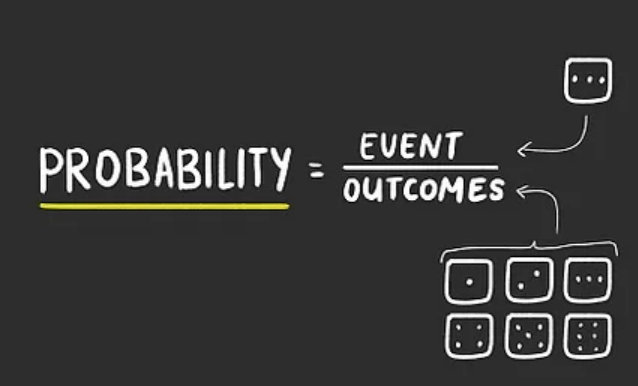 PROBABILITY = EVENT
OUTCOMES